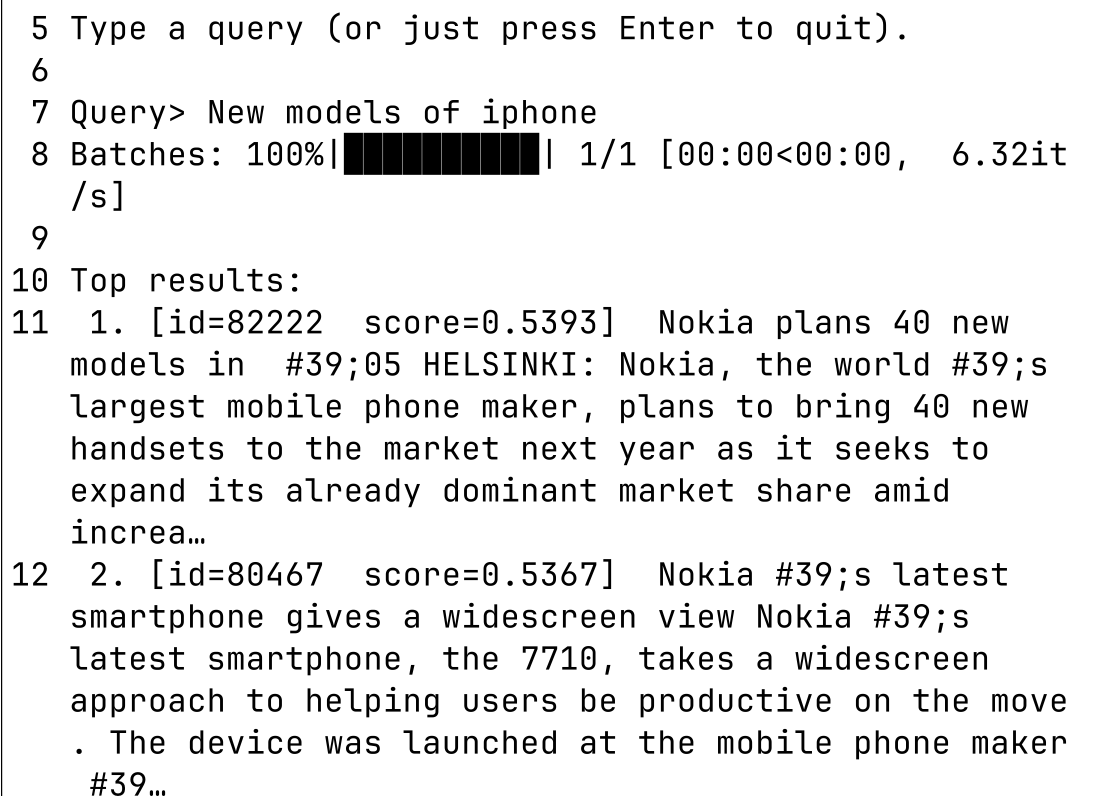 5 Type a query (or just press Enter to quit).
6
7 Query> New models of iphone
8 Batches: 100%|██████████| 1/1 [00:00<00:00,  6.32it
/s]
9
10 Top results:
11  1. [id=82222  score=0.5393]  Nokia plans 40 new
models in  #39;05 HELSINKI: Nokia, the world #39;s
largest mobile phone maker, plans to bring 40 new
handsets to the market next year as it seeks to
expand its already dominant market share amid
increa…
12  2. [id=80467  score=0.5367]  Nokia #39;s latest
smartphone gives a widescreen view Nokia #39;s
latest smartphone, the 7710, takes a widescreen
approach to helping users be productive on the move
. The device was launched at the mobile phone maker
#39…